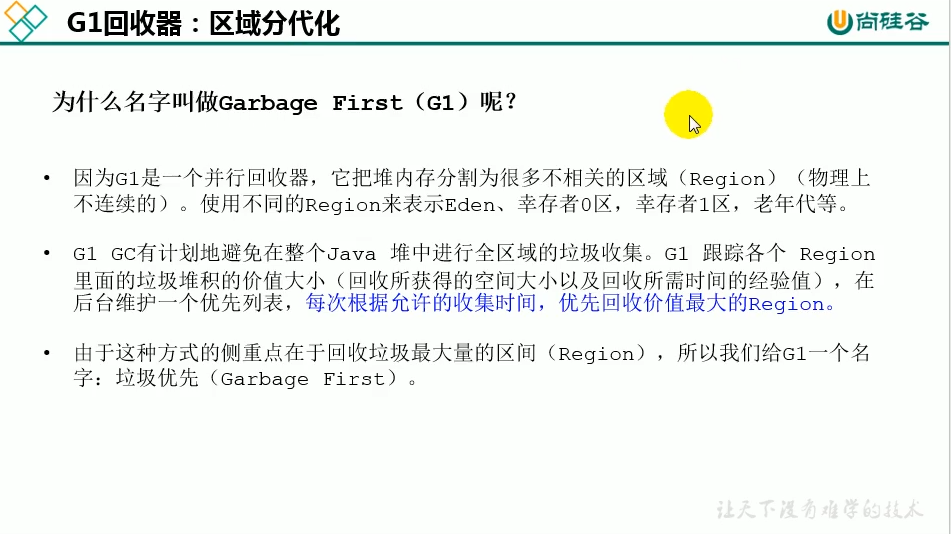 G1回收器：区域分代化
尚硅谷
为什么名字叫做Garbage First（G1）呢？
• 因为G1是一个并行回收器，它把堆内存分割为很多不相关的区域（Region）（物理上
不连续的）。使用不同的Region来表示Eden、幸存者0区，幸存者1区，老年代等。
• G1 GC有计划地避免在整个Java 堆中进行全区域的垃圾收集。G1 跟踪各个 Region
里面的垃圾堆积的价值大小（回收所获得的空间大小以及回收所需时间的经验值），在
后台维护一个优先列表，每次根据允许的收集时间，优先回收价值最大的Region。
• 由于这种方式的侧重点在于回收垃圾最大量的区间（Region），所以我们给G1一个名
字：垃圾优先（Garbage First）。
让天下没有难学的技术